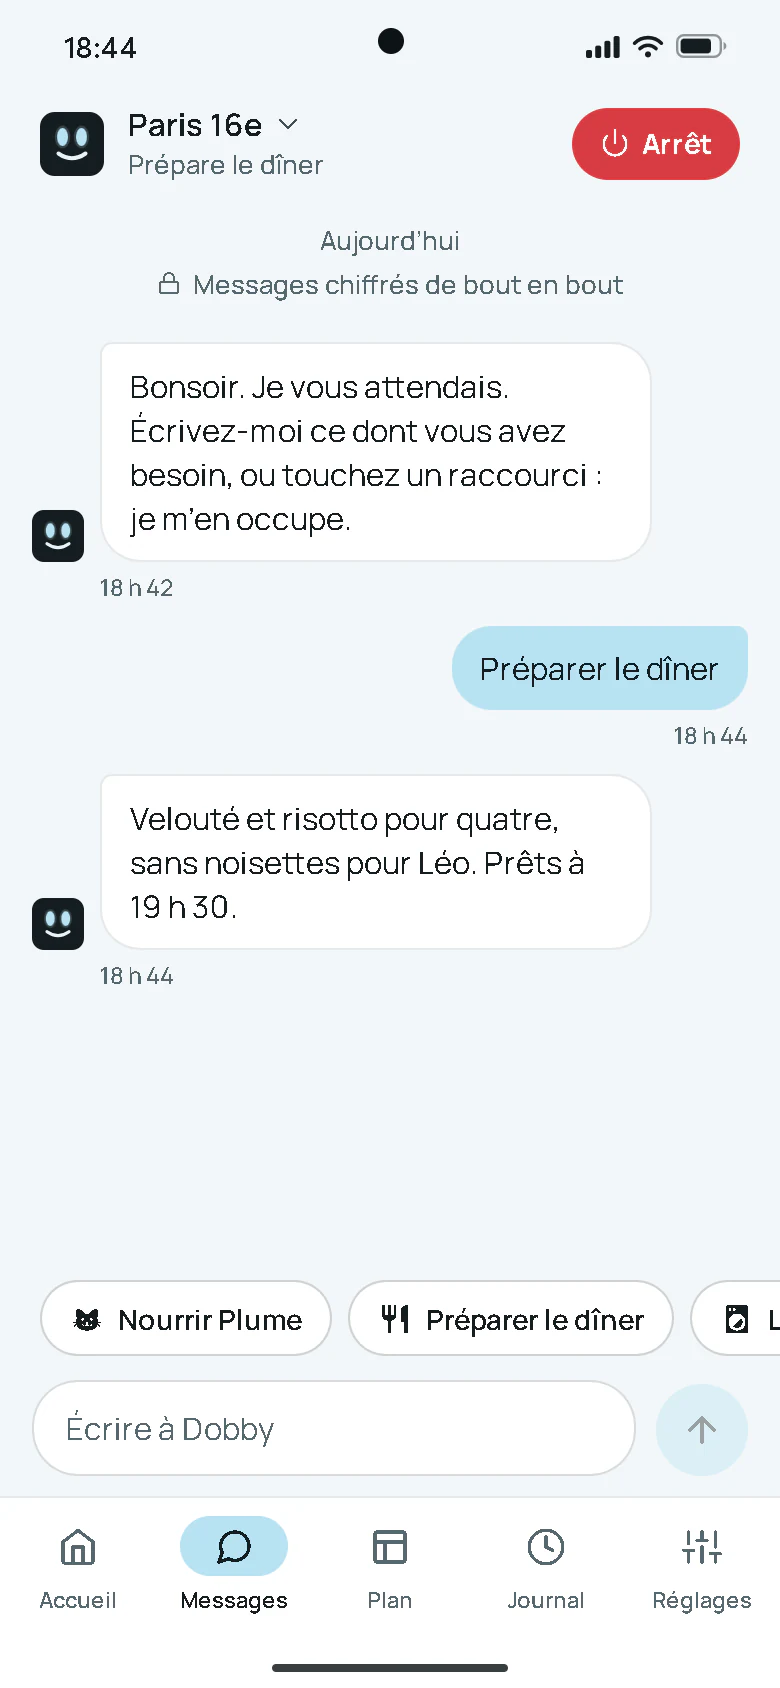 18:44
Paris 16e
Prépare le dîner
Arrêt
Aujourd’hui
Messages chiffrés de bout en bout
Bonsoir. Je vous attendais.
Écrivez-moi ce dont vous avez
besoin, ou touchez un raccourci :
je m’en occupe.
18 h 42
Préparer le dîner
18 h 44
Velouté et risotto pour quatre,
sans noisettes pour Léo. Prêts à
19 h 30.
18 h 44
Nourrir Plume
Préparer le dîner
Écrire à Dobby
Accueil
Messages
Plan
Journal
Réglages